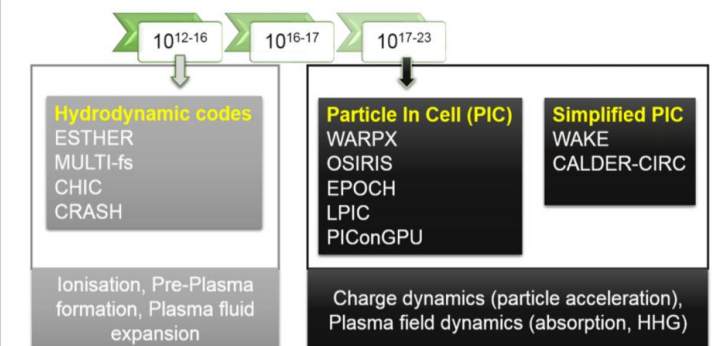 10¹²⁻¹⁶
10¹⁶⁻¹⁷
10¹⁷⁻²³
Hydrodynamic codes
ESTHER
MULTI-fs
CHIC
CRASH
Particle In Cell (PIC)
WARPX
OSIRIS
EPOCH
LPIC
PIConGPU
Simplified PIC
WAKE
CALDER-CIRC
Ionisation, Pre-Plasma
formation, Plasma fluid
expansion
Charge dynamics (particle acceleration),
Plasma field dynamics (absorption, HHG)